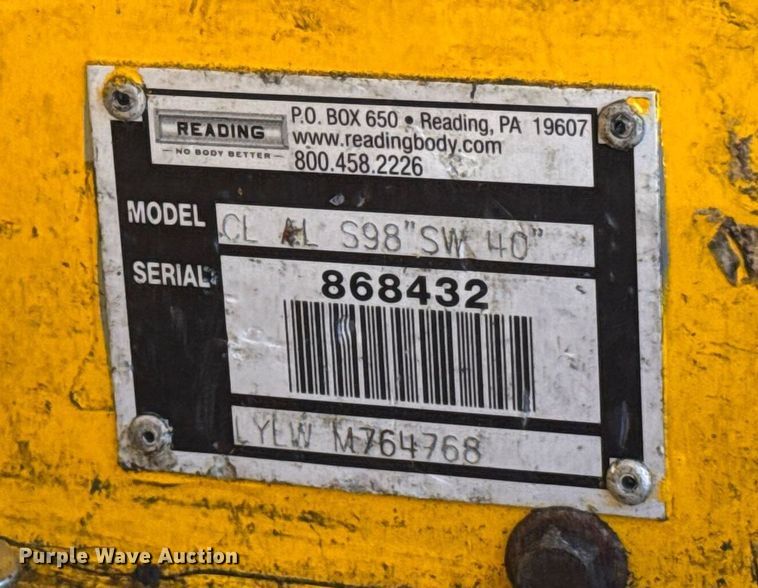 READING
NO BODY BETTER
P.O. BOX 650 • Reading, PA 19607
www.readingbody.com
800.458.2226
MODEL CL AL S98" SW 40"
SERIAL 868432
LYLW M764768
Purple Wave Auction